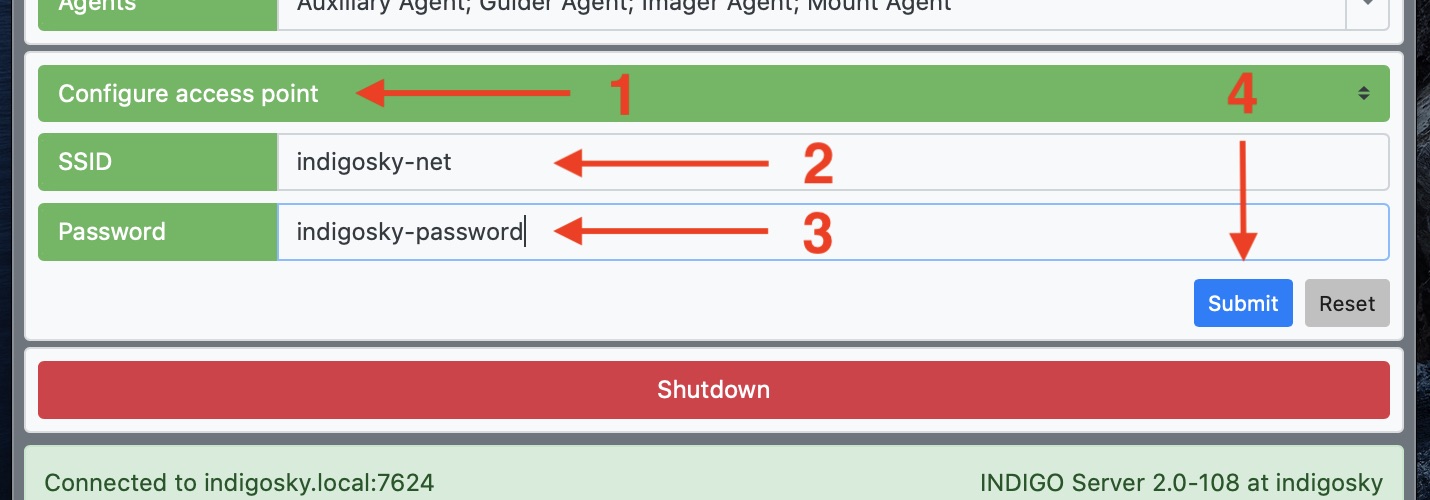 Agents Auxiliary Agent; Guider Agent; Imager Agent; Mount Agent
Configure access point 1 4
SSID indigosky-net 2
Password indigosky-password 3
Submit Reset
Shutdown
Connected to indigosky.local:7624 INDIGO Server 2.0-108 at indigosky